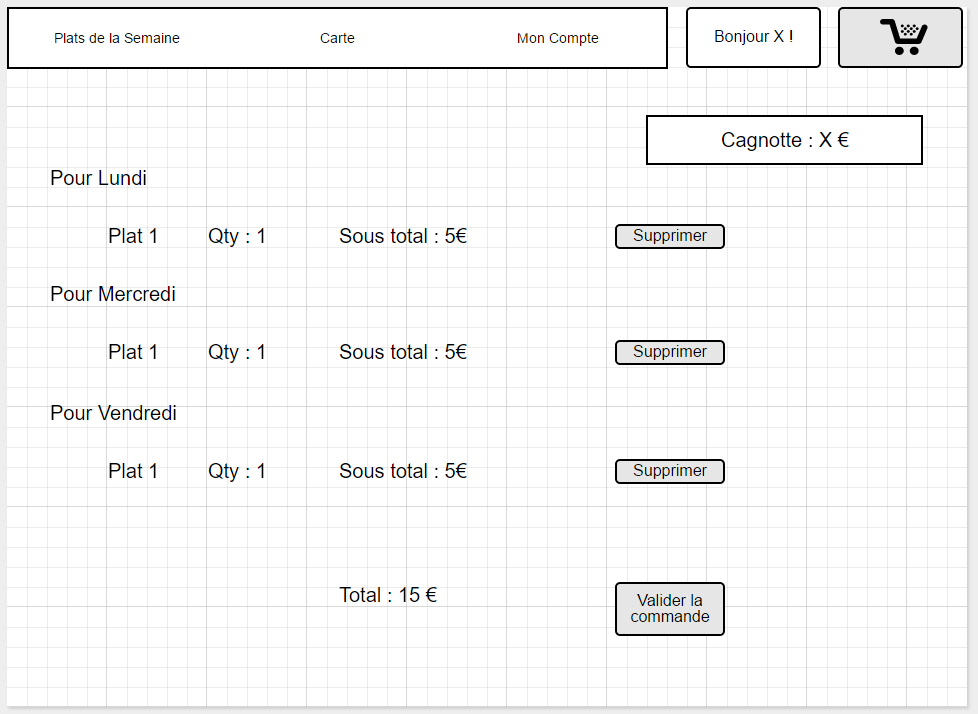 Plats de la Semaine Carte Mon Compte Bonjour X !
Cagnotte : X €
Pour Lundi
Plat 1 Qty : 1 Sous total : 5€ Supprimer
Pour Mercredi
Plat 1 Qty : 1 Sous total : 5€ Supprimer
Pour Vendredi
Plat 1 Qty : 1 Sous total : 5€ Supprimer
Total : 15 €
Valider la
commande